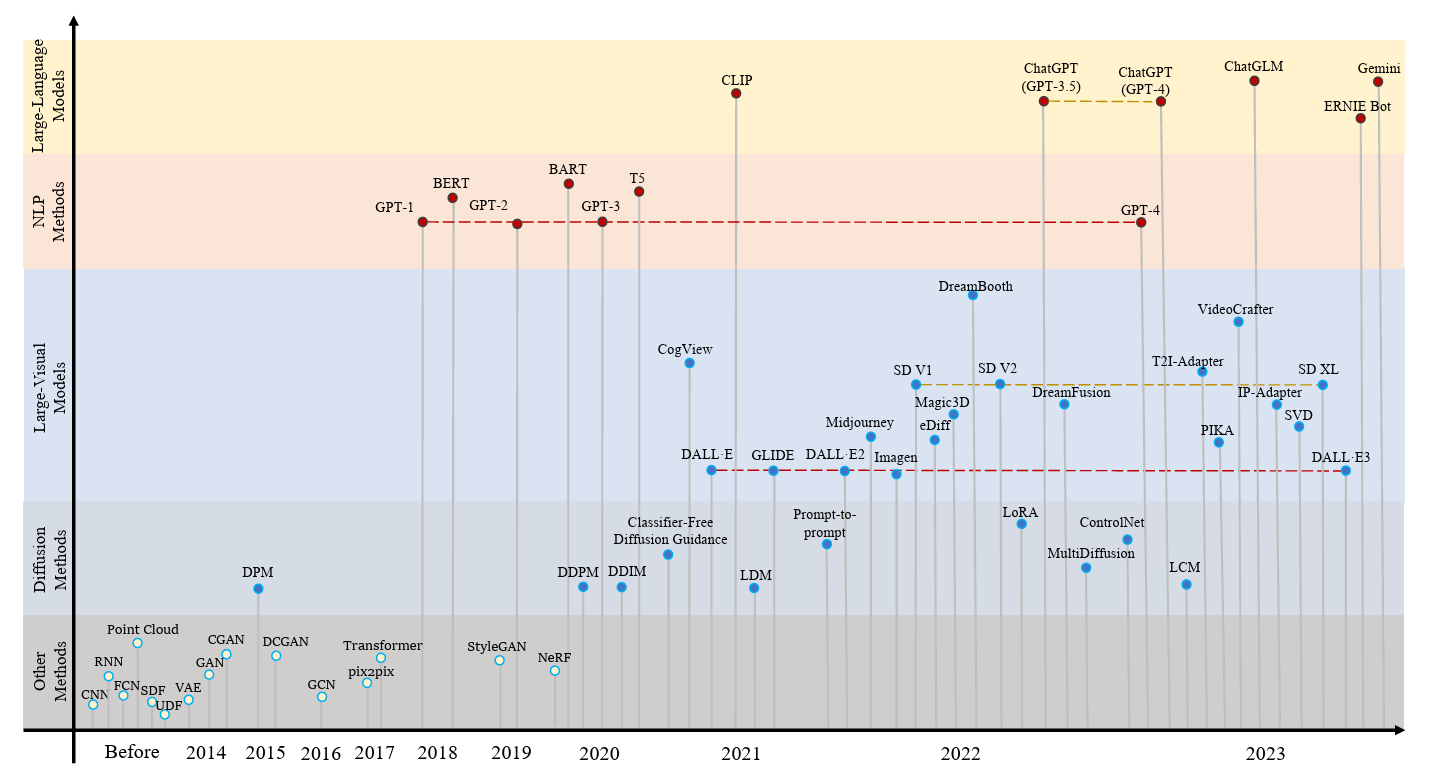 Large-Language
Models
CLIP
ChatGPT
(GPT-3.5)
ChatGPT
(GPT-4)
ChatGLM
Gemini
ERNIE Bot
NLP
Methods
GPT-1
BERT
GPT-2
BART
GPT-3
T5
GPT-4
Large-Visual
Models
DreamBooth
VideoCrafter
CogView
T2I-Adapter
SD V1
SD V2
SD XL
Magic3D
DreamFusion
IP-Adapter
Midjourney
eDiff
PIKA
SVD
DALL·E
GLIDE
DALL·E2
Imagen
DALL·E3
Diffusion
Methods
Classifier-Free
Diffusion Guidance
Prompt-to-
prompt
LoRA
ControlNet
MultiDiffusion
DPM
DDPM
DDIM
LDM
LCM
Other
Methods
Point Cloud
CGAN
DCGAN
Transformer
StyleGAN
RNN
GAN
pix2pix
NeRF
CNN
FCN
SDF
UDF
VAE
GCN
Before
2014
2015
2016
2017
2018
2019
2020
2021
2022
2023